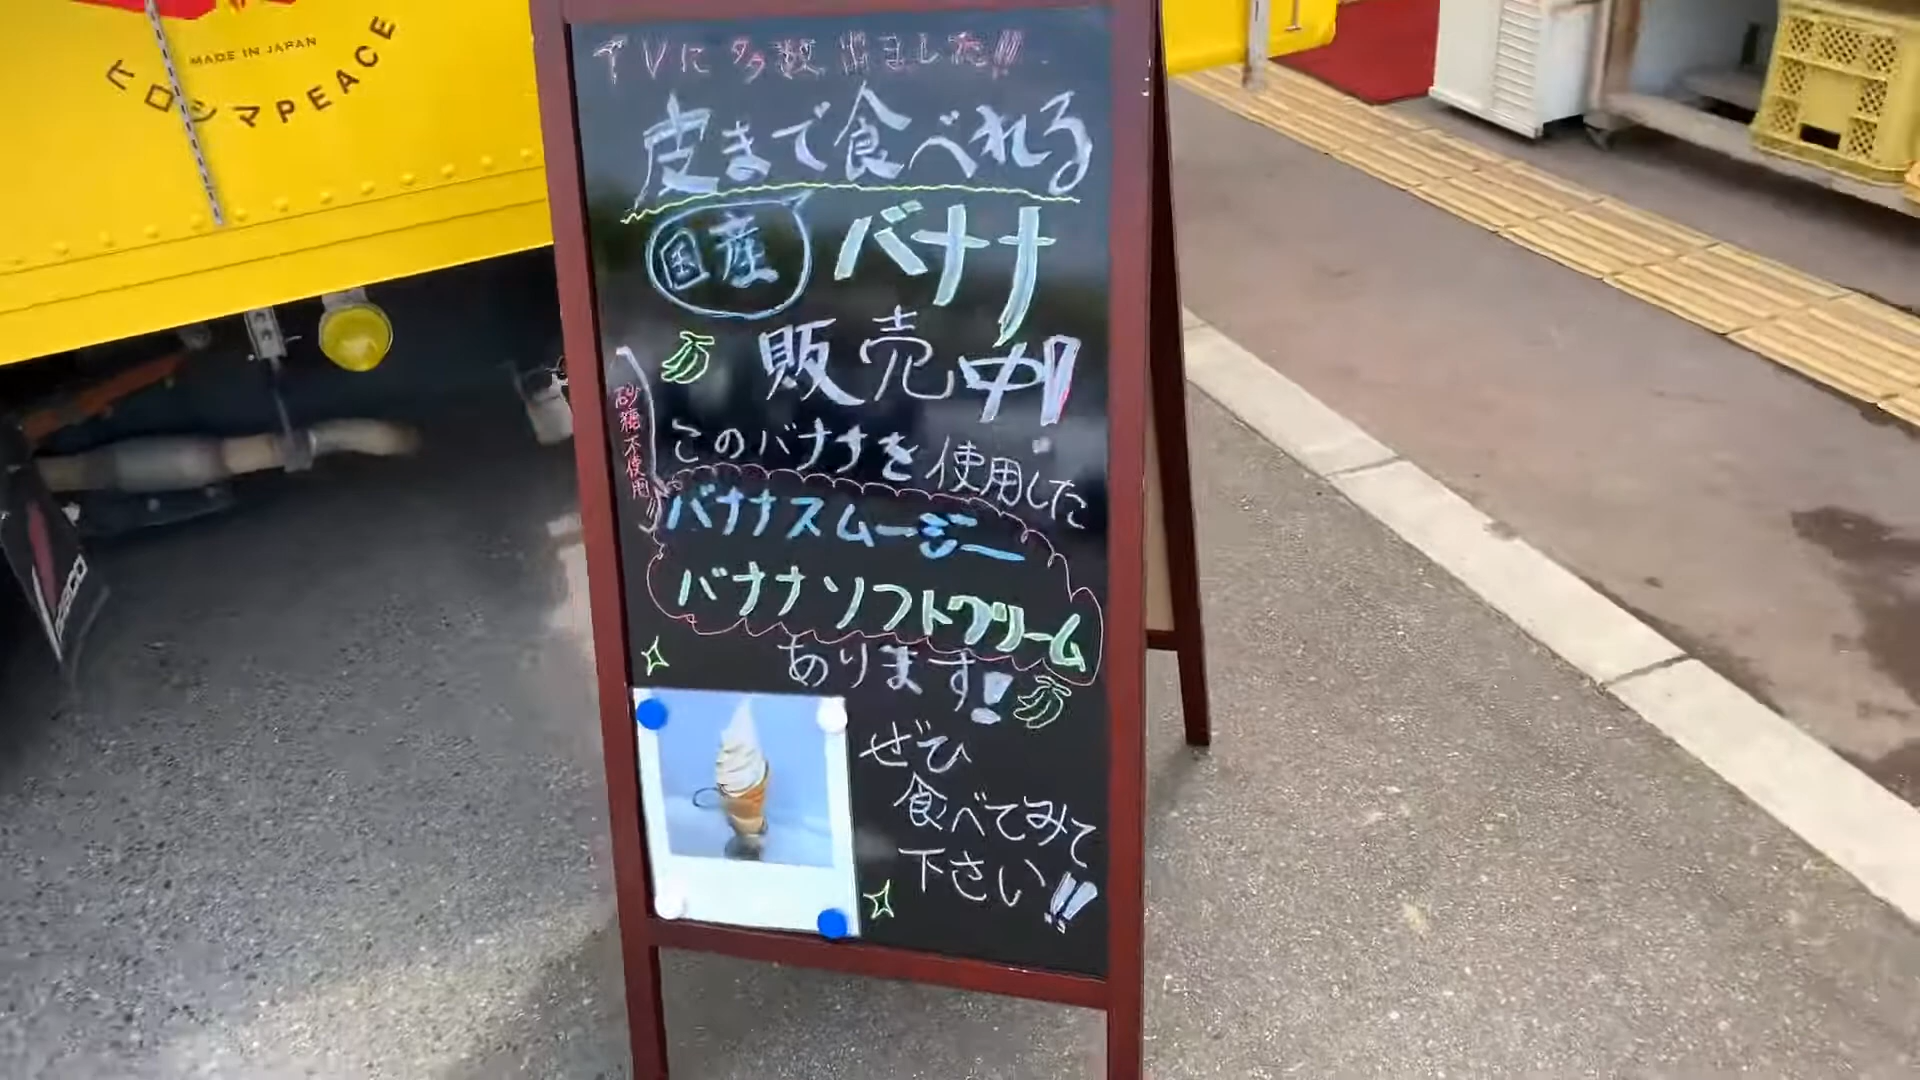 MADE IN JAPAN
ヒロシマPEACE
TVに多数出ました!!
皮まで食べれる
国産 バナナ
販売中!
砂糖不使用
このバナナを使用した
バナナスムージー
バナナソフトクリーム
あります!
ぜひ
食べてみて
下さい!!